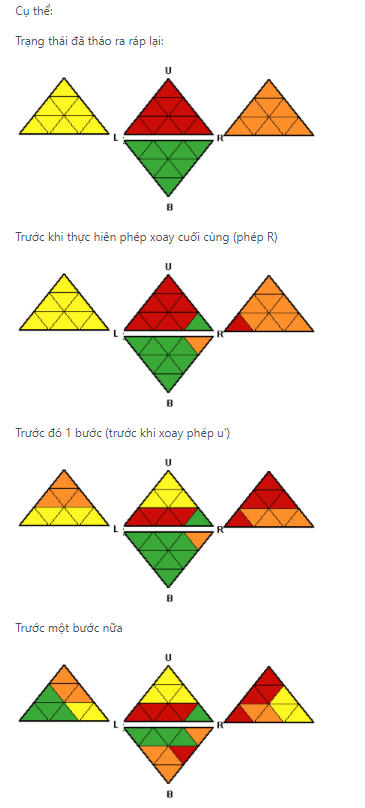 Cụ thể:
Trạng thái đã tháo ra ráp lại:
U
L R
B
Trước khi thực hiên phép xoay cuối cùng (phép R)
U
L R
B
Trước đó 1 bước (trước khi xoay phép u')
U
L R
B
Trước một bước nữa
U
L R
B